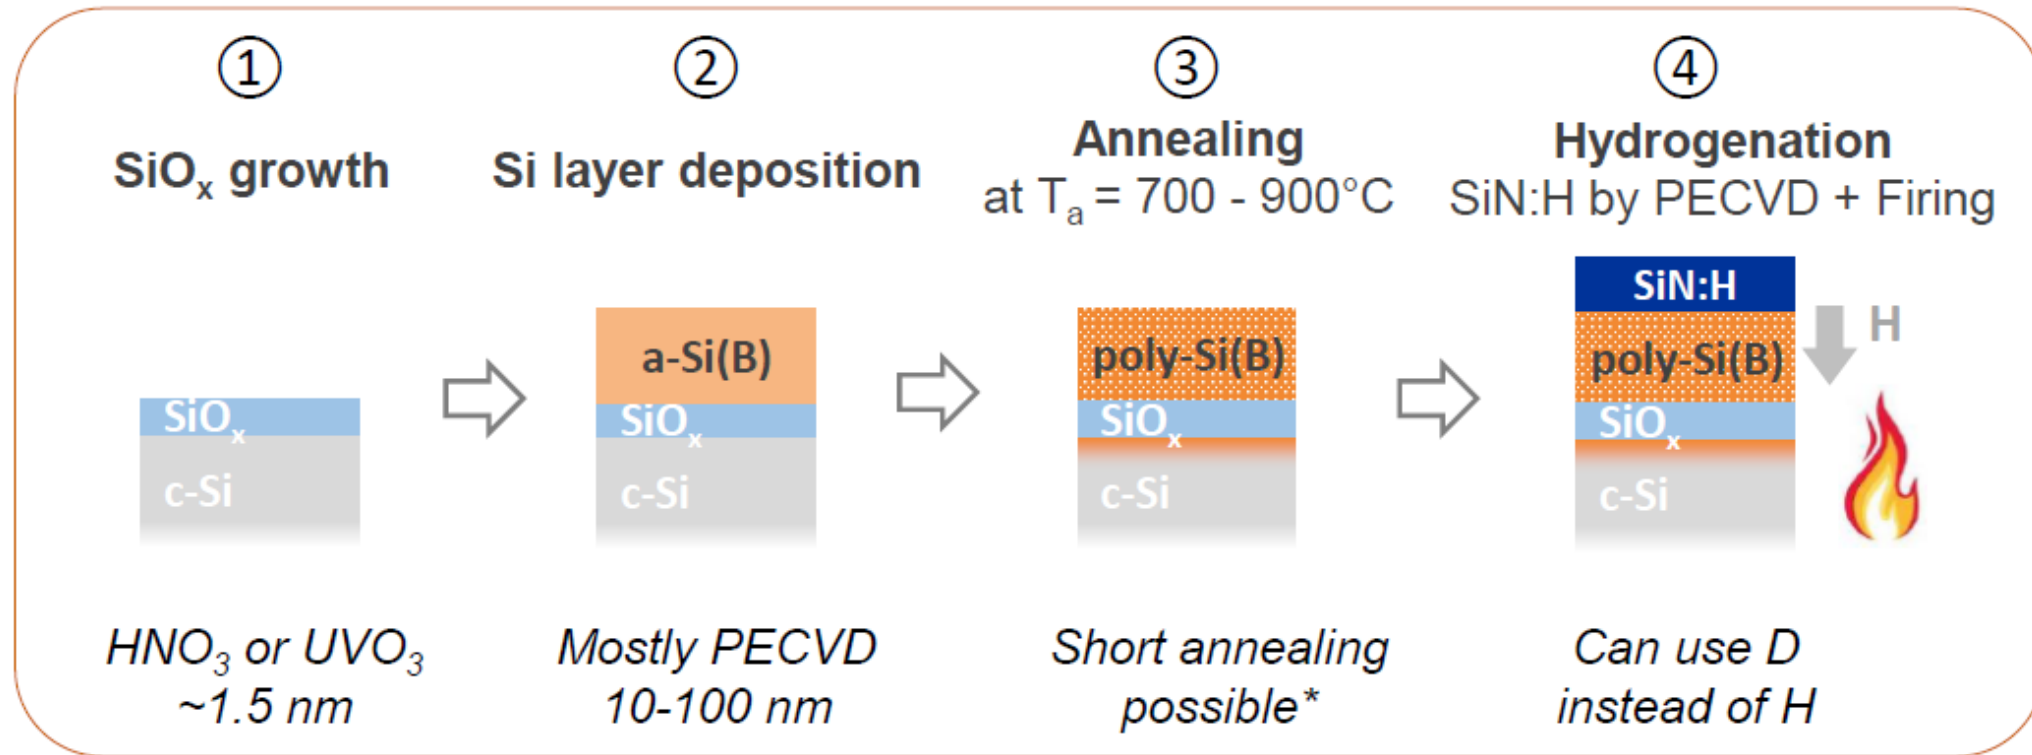 ①
SiOx growth
SiOx
c-Si
HNO3 or UVO3
~1.5 nm
②
Si layer deposition
a-Si(B)
SiOx
c-Si
Mostly PECVD
10-100 nm
③
Annealing
at Ta = 700 - 900°C
poly-Si(B)
SiOx
c-Si
Short annealing
possible*
④
Hydrogenation
SiN:H by PECVD + Firing
SiN:H
H
poly-Si(B)
SiOx
c-Si
Can use D
instead of H